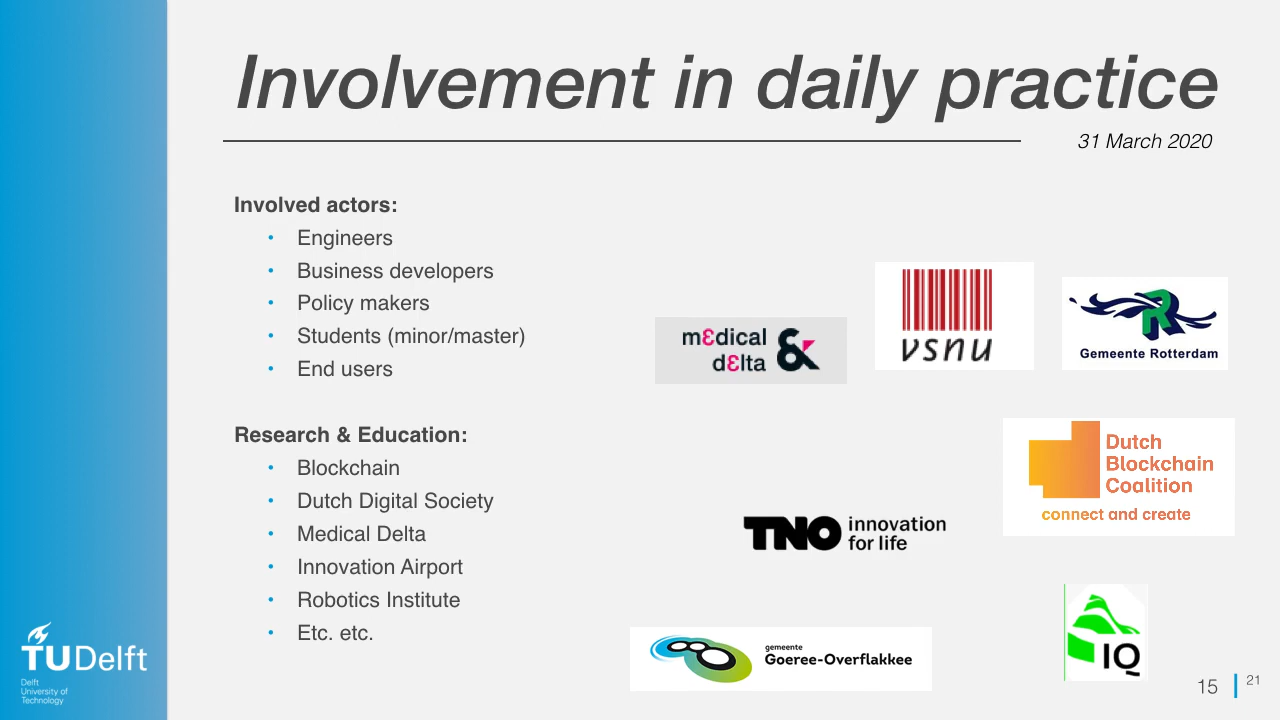 Involvement in daily practice
31 March 2020
Involved actors:
• Engineers
• Business developers
• Policy makers
• Students (minor/master)
• End users
Research & Education:
• Blockchain
• Dutch Digital Society
• Medical Delta
• Innovation Airport
• Robotics Institute
• Etc. etc.
mɛdical
dɛlta &
vsnu
R
Gemeente Rotterdam
Dutch
Blockchain
Coalition
connect and create
TNO innovation
for life
IQ
gemeente
Goeree-Overflakkee
TUDelft
Delft
University of
Technology
15 21